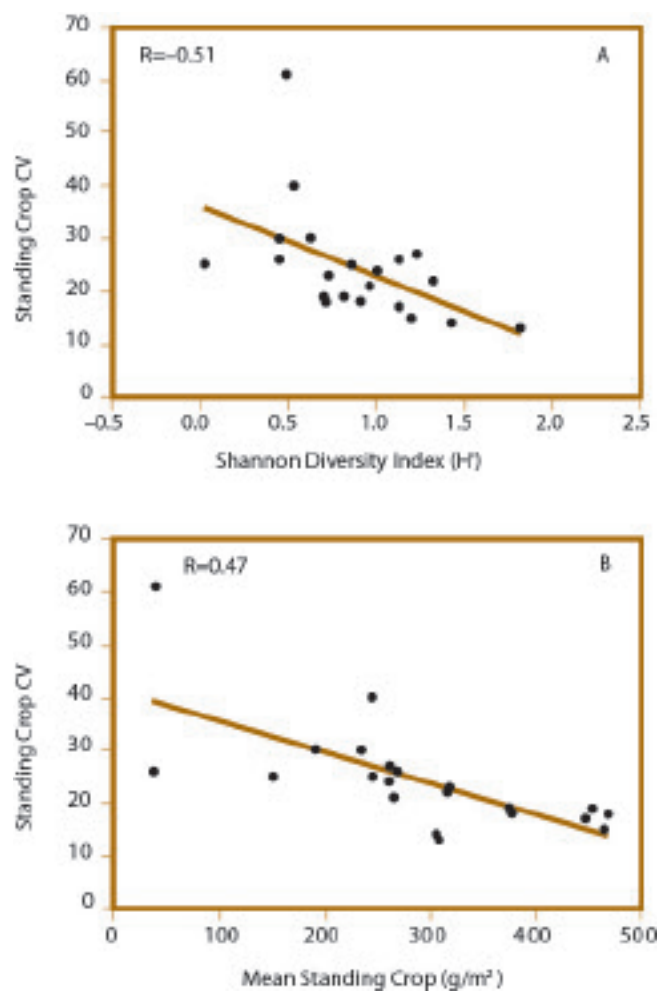 70
R=–0.51
A
60
50
40
30
20
10
0
Standing Crop CV
–0.5 0.0 0.5 1.0 1.5 2.0 2.5
Shannon Diversity Index (H')
70
R=0.47
B
60
50
40
30
20
10
0
Standing Crop CV
0 100 200 300 400 500
Mean Standing Crop (g/m²)